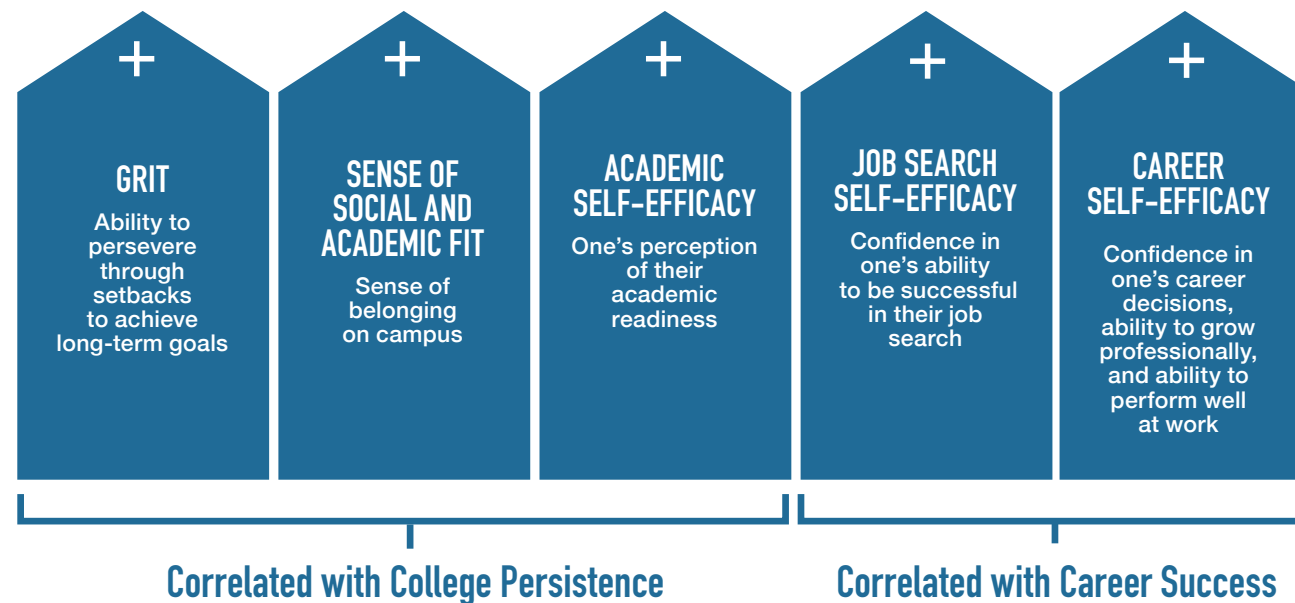 +
GRIT
Ability to
persevere
through
setbacks
to achieve
long-term goals
+
SENSE OF
SOCIAL AND
ACADEMIC FIT
Sense of
belonging
on campus
+
ACADEMIC
SELF-EFFICACY
One’s perception
of their
academic
readiness
+
JOB SEARCH
SELF-EFFICACY
Confidence in
one’s ability
to be successful
in their job
search
+
CAREER
SELF-EFFICACY
Confidence in
one’s career
decisions,
ability to grow
professionally,
and ability to
perform well
at work
Correlated with College Persistence
Correlated with Career Success